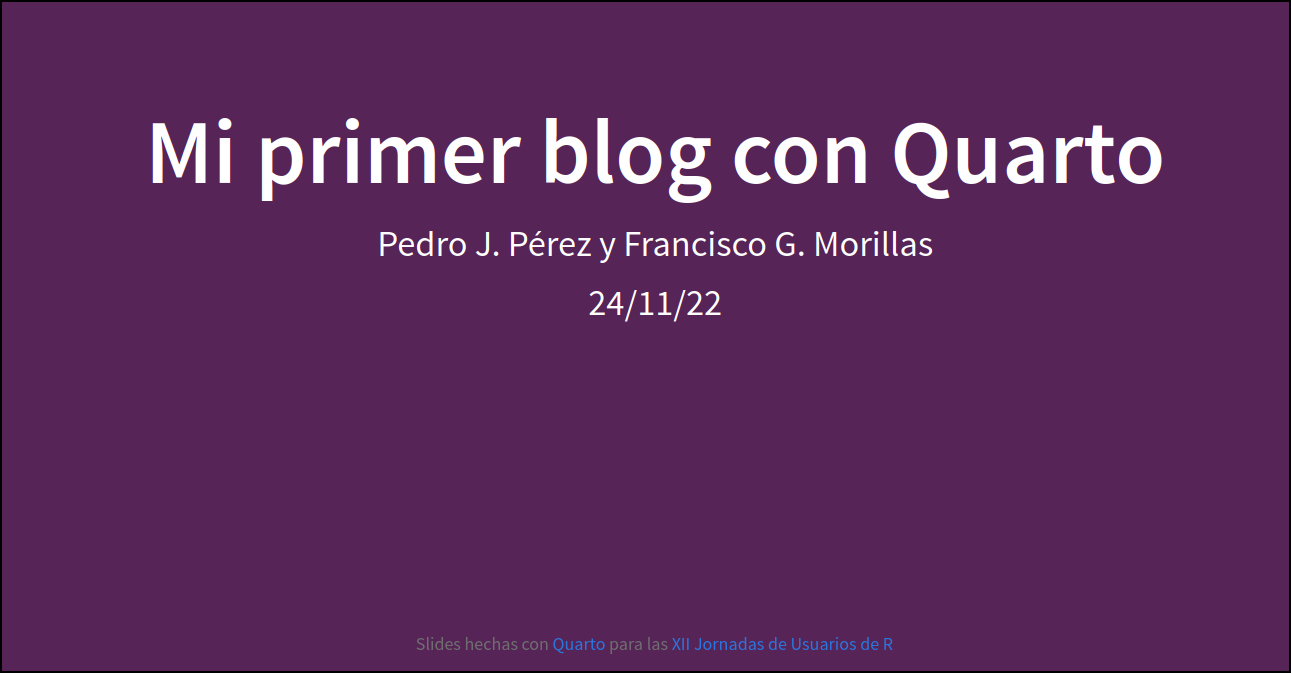 Mi primer blog con Quarto
Pedro J. Pérez y Francisco G. Morillas
24/11/22
Slides hechas con Quarto para las XII Jornadas de Usuarios de R